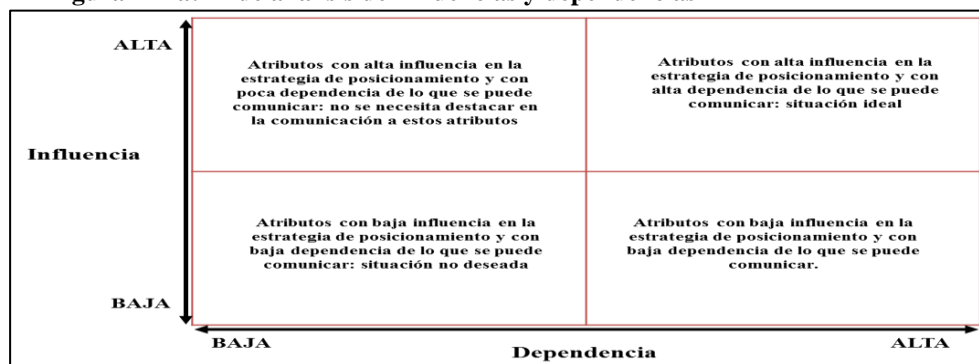 ALTA
Atributos con alta influencia en la
estrategia de posicionamiento y con
poca dependencia de lo que se puede
comunicar: no se necesita destacar en
la comunicación a estos atributos
Atributos con alta influencia en la
estrategia de posicionamiento y con
alta dependencia de lo que se puede
comunicar: situación ideal
Influencia
Atributos con baja influencia en la
estrategia de posicionamiento y con
baja dependencia de lo que se puede
comunicar: situación no deseada
Atributos con baja influencia en la
estrategia de posicionamiento y con
baja dependencia de lo que se puede
comunicar.
BAJA
BAJA
Dependencia
ALTA